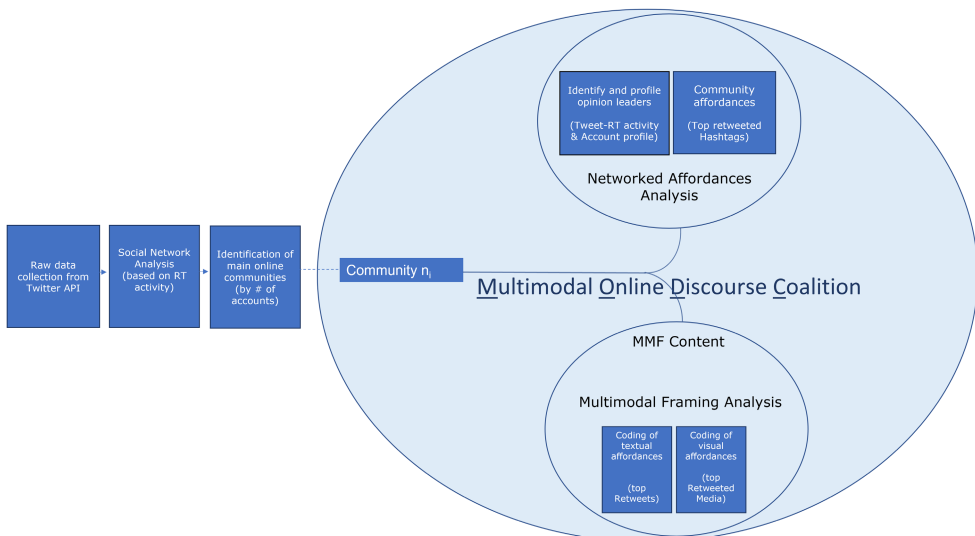 Raw data
collection from
Twitter API
Social Network
Analysis
(based on RT
activity)
Identification of
main online
communities
(by # of
accounts)
Community nj
Multimodal Online Discourse Coalition
Identify and profile
opinion leaders
(Tweet-RT activity
& Account profile)
Community
affordances
(Top retweeted
Hashtags)
Networked Affordances
Analysis
MMF Content
Multimodal Framing Analysis
Coding of
textual
affordances
(top
Retweets)
Coding of
visual
affordances
(top
Retweeted
Media)